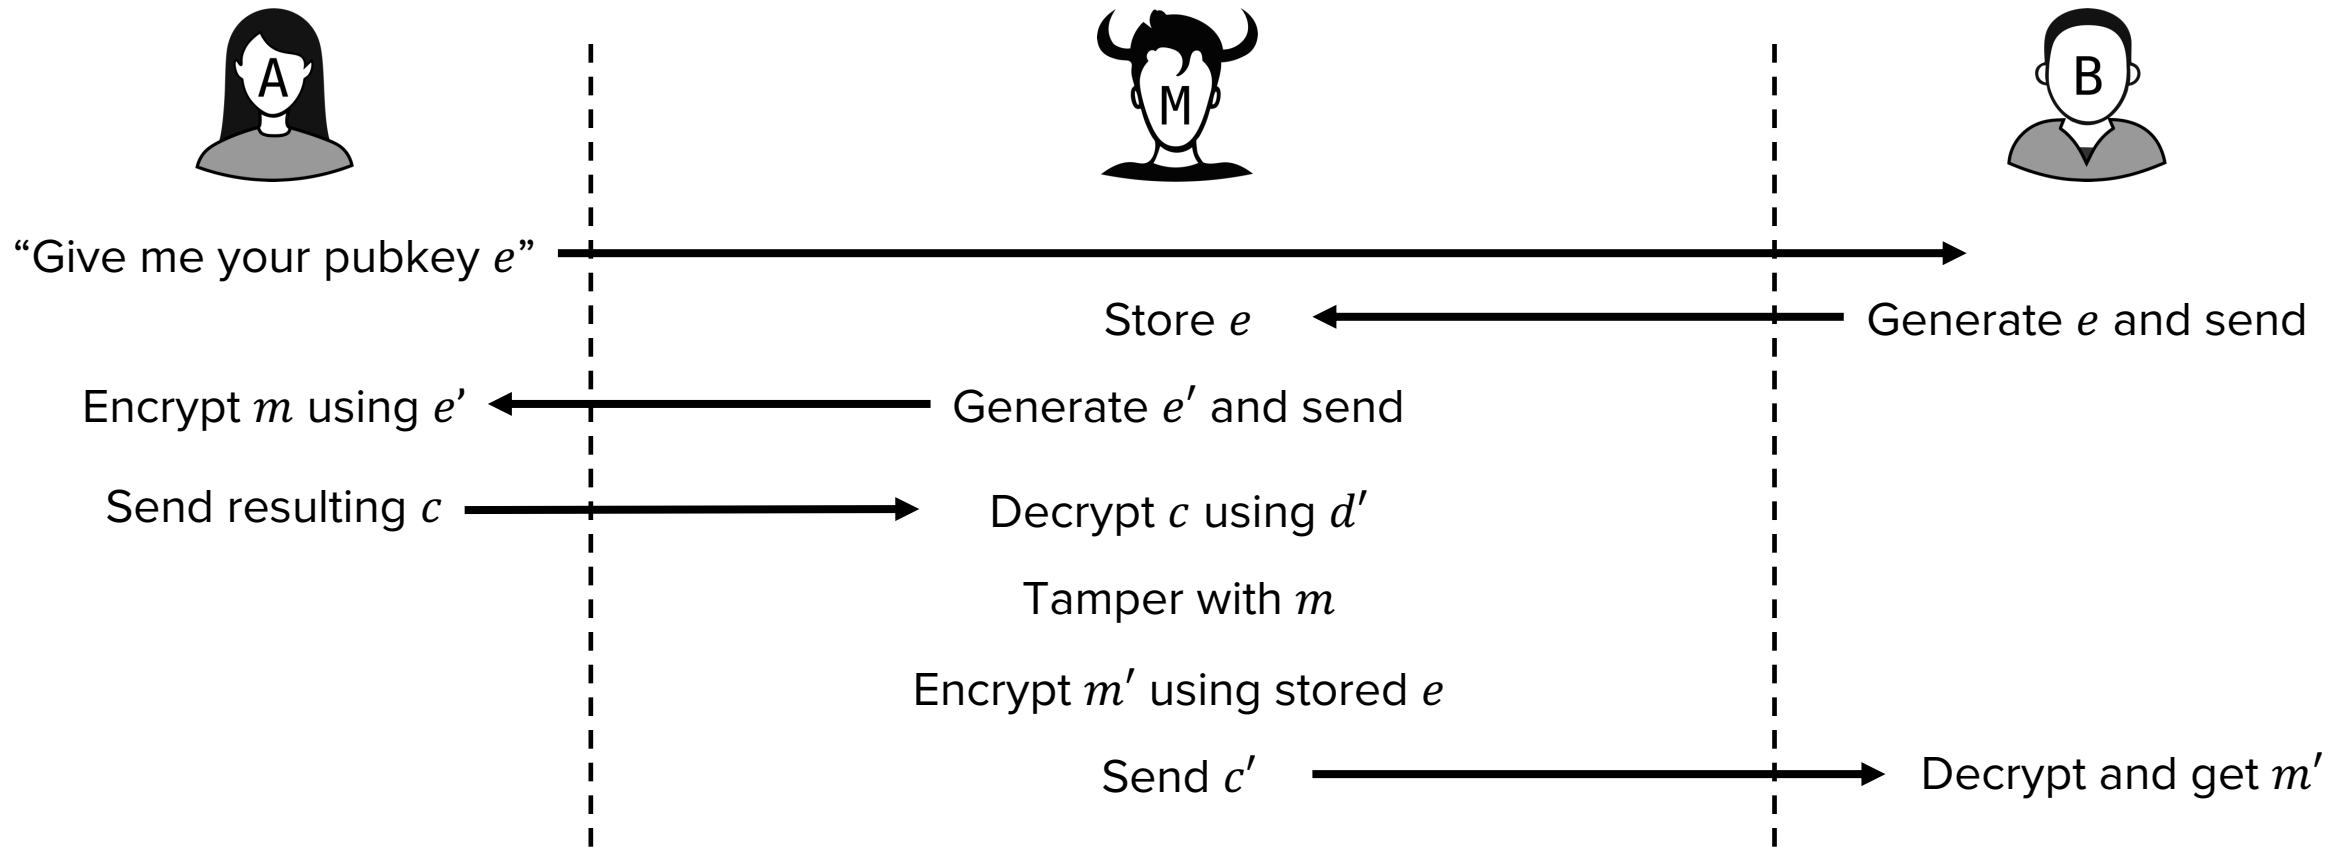 A
M
B
“Give me your pubkey e”
Store e
Generate e and send
Encrypt m using e’
Generate e′ and send
Send resulting c
Decrypt c using d′
Tamper with m
Encrypt m′ using stored e
Send c′
Decrypt and get m′